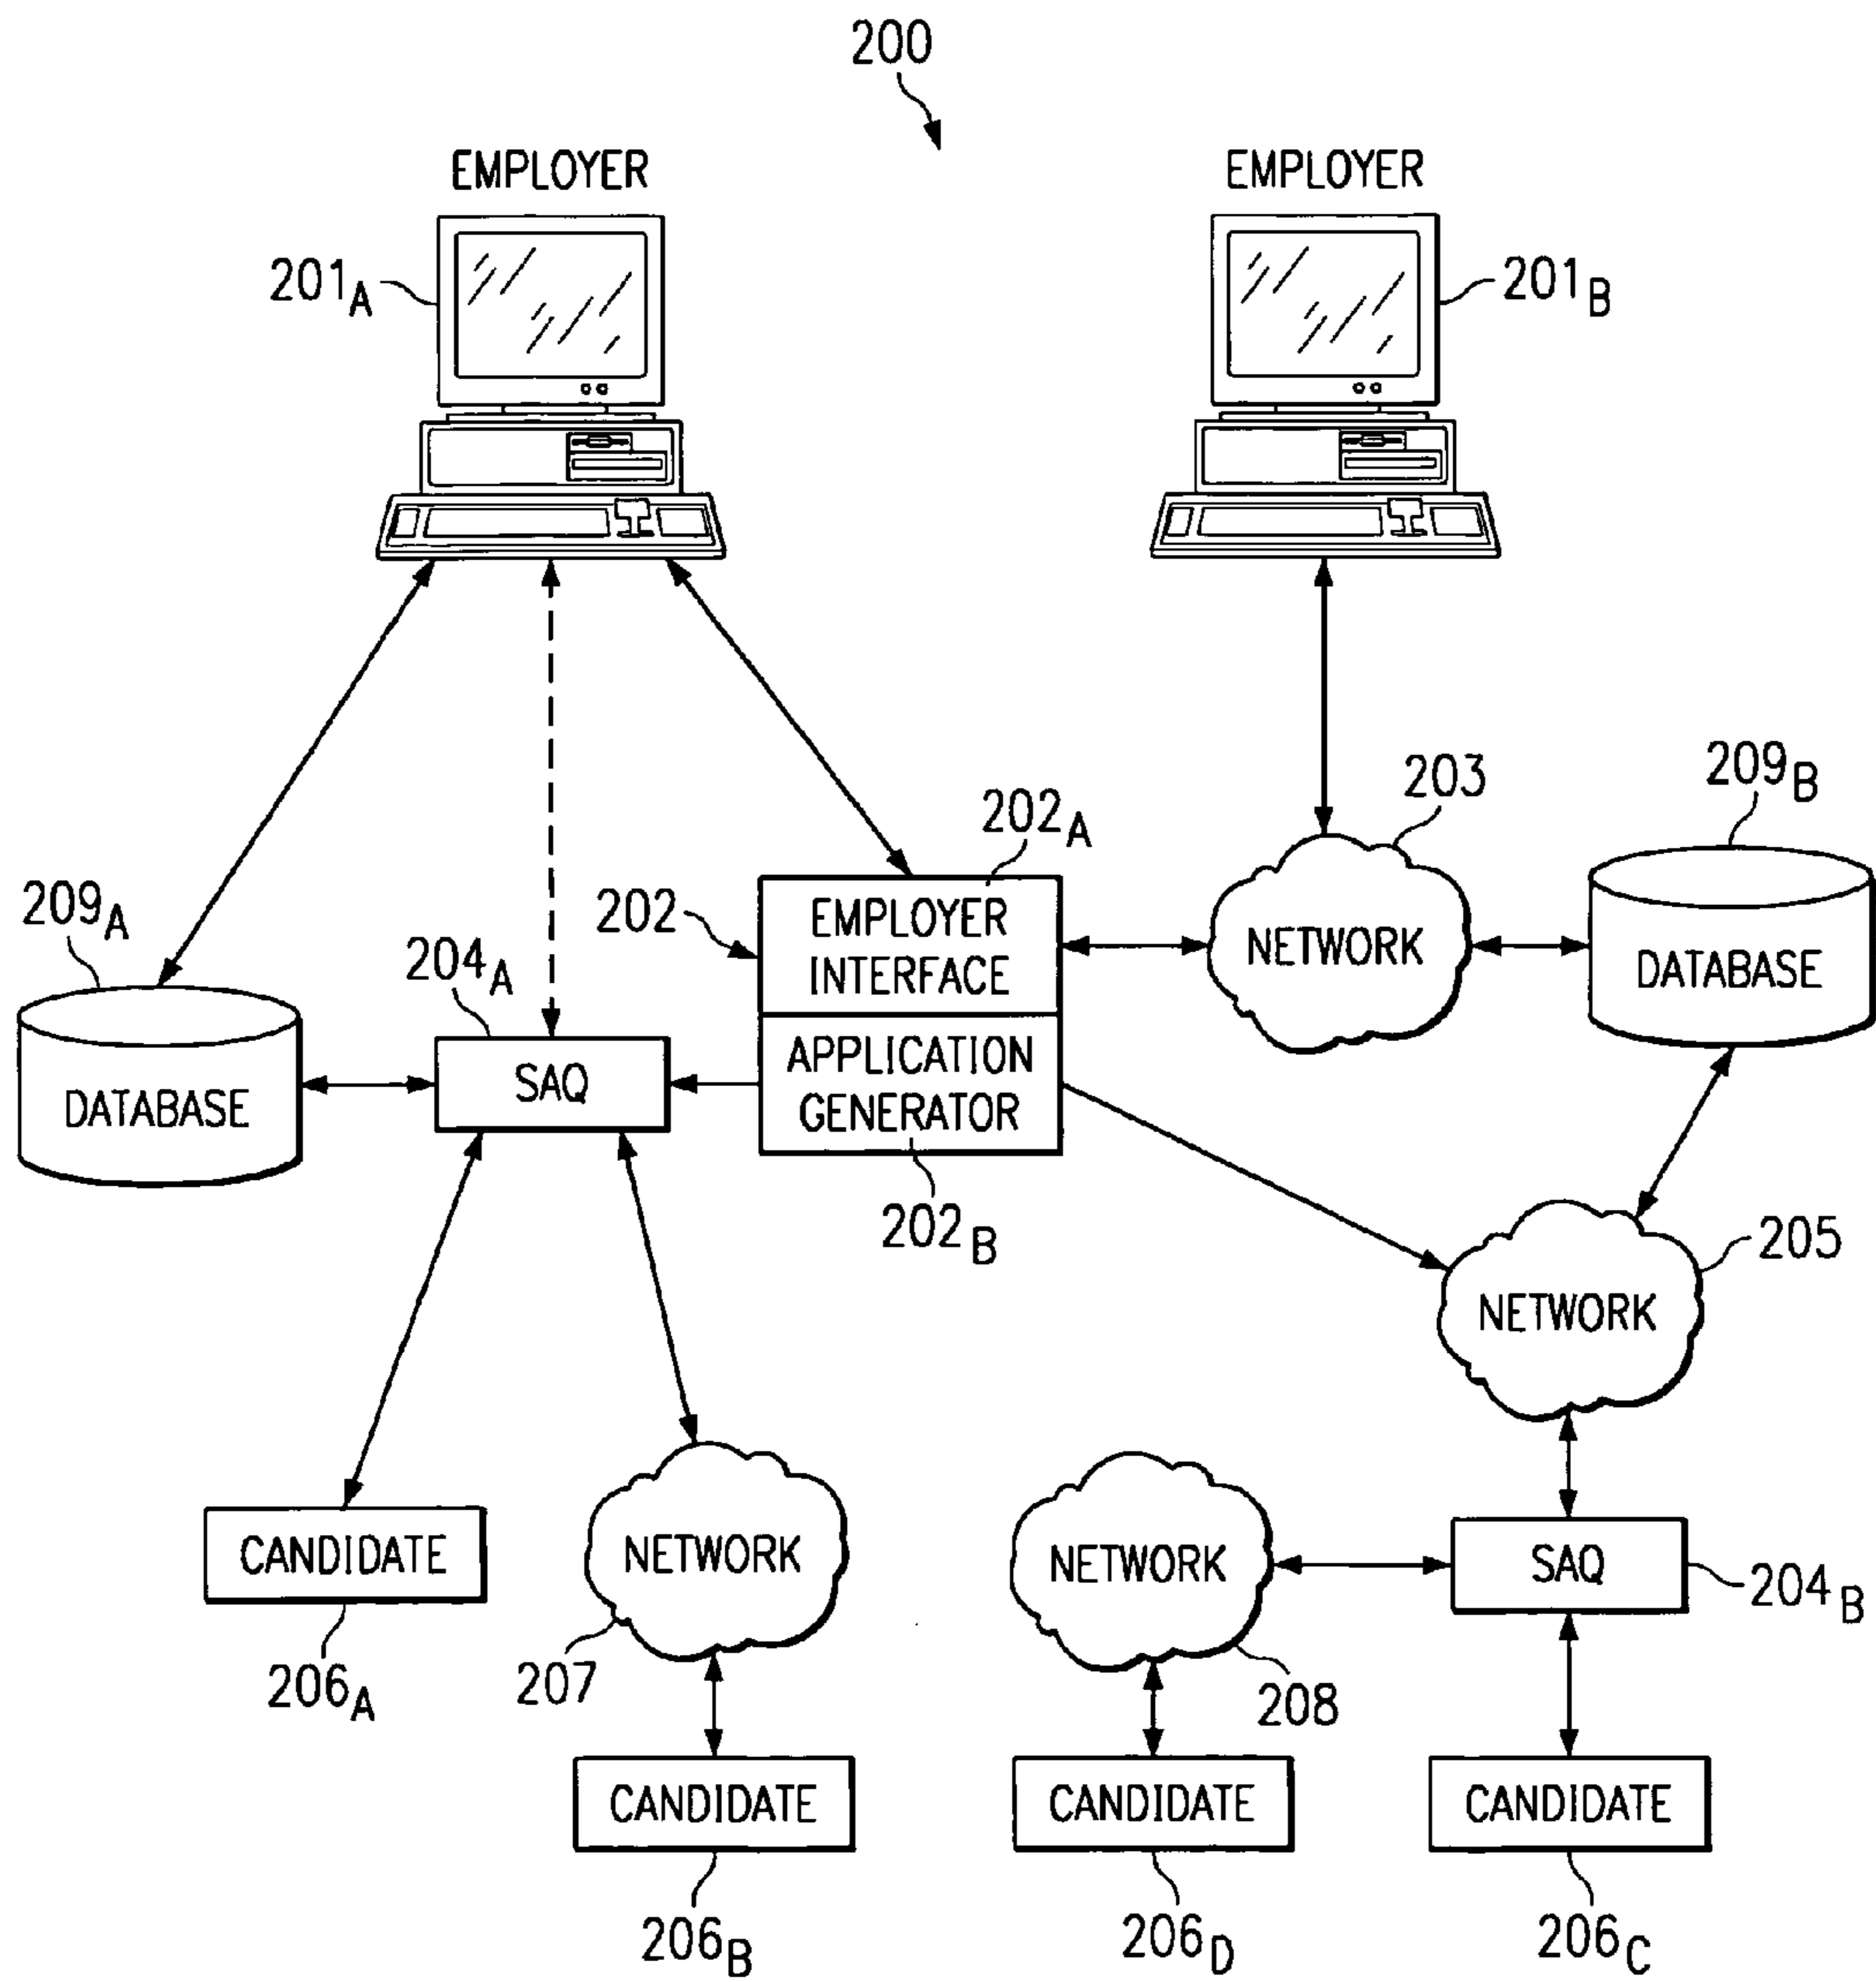 200
EMPLOYER
EMPLOYER
201A
201B
203
209B
202A
209A
202
EMPLOYER
INTERFACE
NETWORK
DATABASE
204A
SAQ
APPLICATION
GENERATOR
DATABASE
202B
205
NETWORK
CANDIDATE
NETWORK
NETWORK
SAQ
204B
206A
207
208
CANDIDATE
CANDIDATE
CANDIDATE
206B
206D
206C